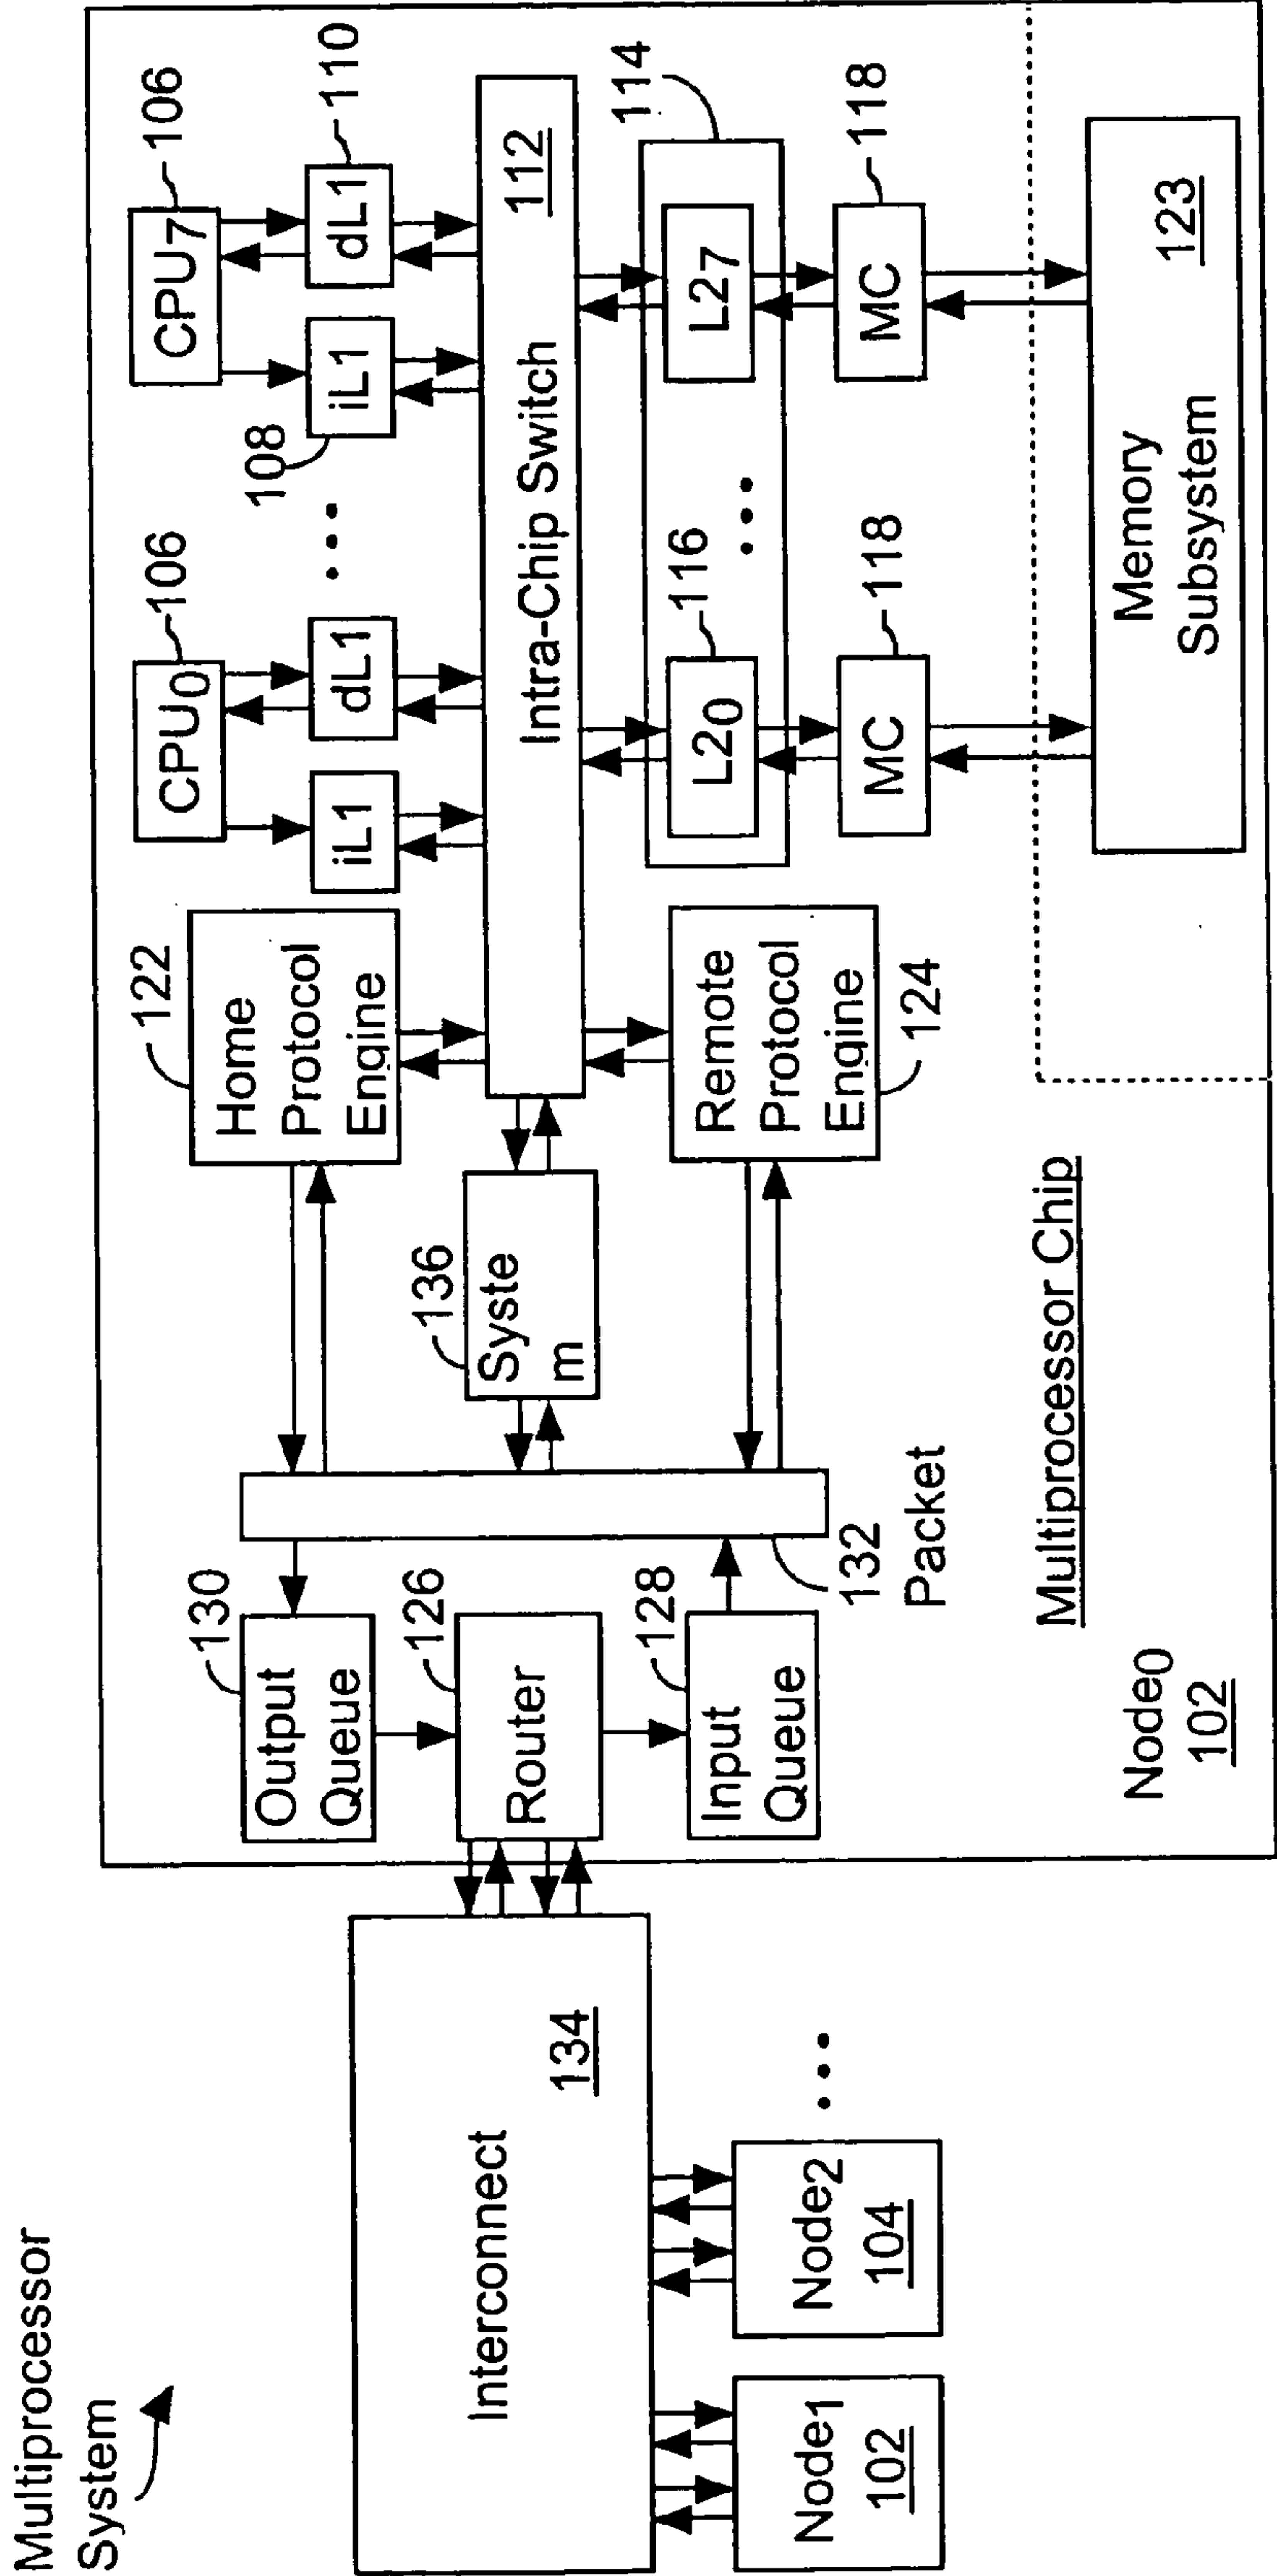 Multiprocessor
System
Interconnect
134
Node1
102
Node2
104
• • •
130
Output
Queue
126
Router
128
Input
Queue
132
Packet
136
Syste
m
122
Home
Protocol
Engine
Remote
Protocol
Engine
124
CPU0
106
iL1
dL1
• • •
CPU7
106
108
iL1
dL1
110
Intra-Chip Switch
112
114
L20
116
• • •
L27
MC
118
MC
118
Memory
Subsystem
123
Multiprocessor Chip
Node0
102